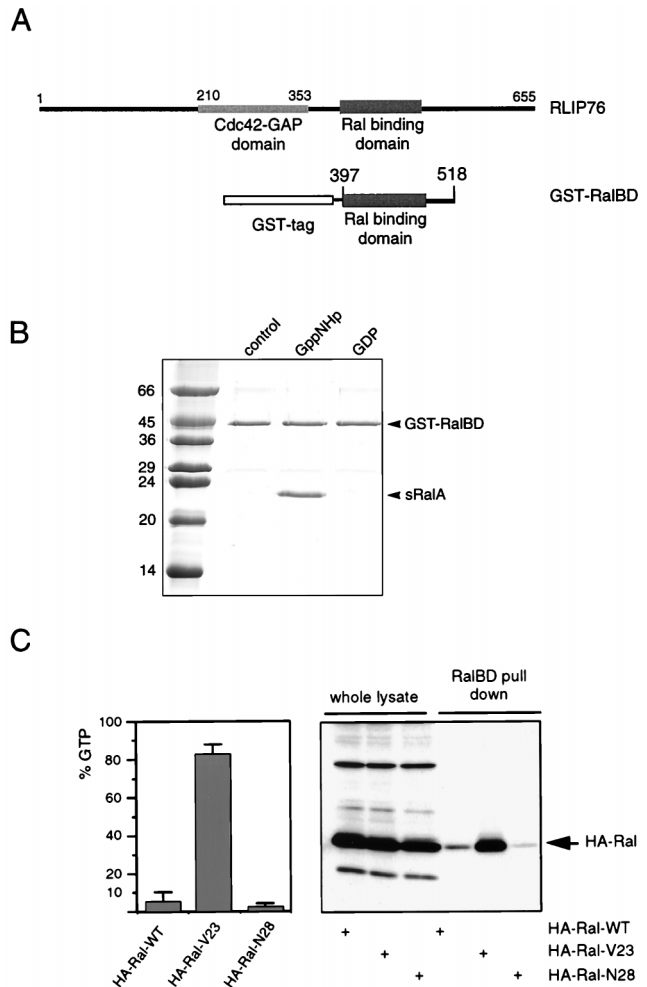 A
1
210
353
655
RLIP76
Cdc42-GAP
domain
Ral binding
domain
397
518
GST-RalBD
GST-tag
Ral binding
domain
B
control
GppNHp
GDP
66
45
36
29
24
20
14
GST-RalBD
sRalA
C
RalBD pull
down
whole lysate
% GTP
100
80
60
40
20
10
HA-Ral-WT
HA-Ral-V23
HA-Ral-N28
HA-Ral
+ + HA-Ral-WT
+ + HA-Ral-V23
+ + HA-Ral-N28